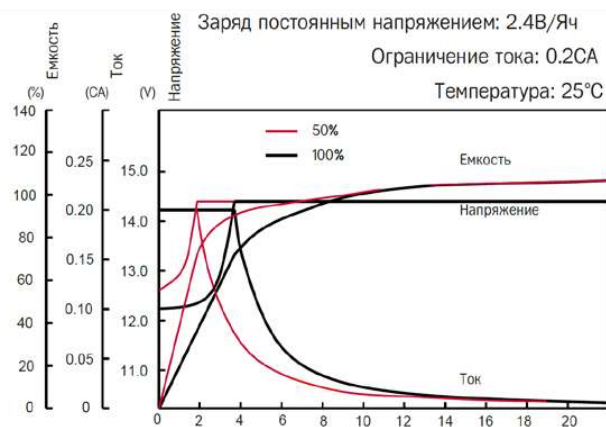 Заряд постоянным напряжением: 2.4В/Яч
Ограничение тока: 0.2СА
Температура: 25°C
Емкость
Ток
Напряжение
(%) (CA) (V)
140
120
100
80
60
40
20
0
0.25
0.20
0.15
0.10
0.05
0
15.0
14.0
13.0
12.0
11.0
50%
100%
Емкость
Напряжение
Ток
0 2 4 6 8 10 12 14 16 18 20